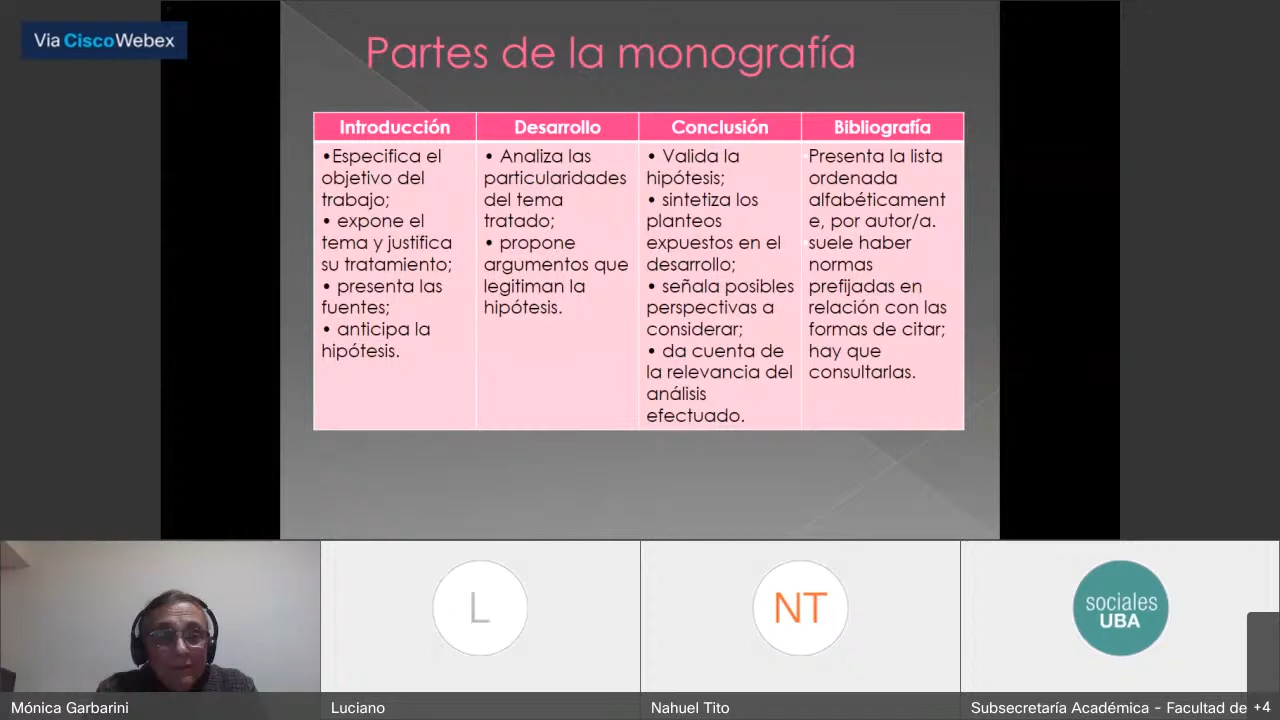 Via Cisco Webex
Partes de la monografía
Introducción
•Especifica el
objetivo del
trabajo;
• expone el
tema y justifica
su tratamiento;
• presenta las
fuentes;
• anticipa la
hipótesis.
Desarrollo
• Analiza las
particularidades
del tema
tratado;
• propone
argumentos que
legitiman la
hipótesis.
Conclusión
• Valida la
hipótesis;
• sintetiza los
planteos
expuestos en el
desarrollo;
• señala posibles
perspectivas a
considerar;
• da cuenta de
la relevancia del
análisis
efectuado.
Bibliografía
Presenta la lista
ordenada
alfabéticament
e, por autor/a.
suele haber
normas
prefijadas en
relación con las
formas de citar;
hay que
consultarlas.
L
NT
sociales
UBA
Mónica Garbarini
Luciano
Nahuel Tito
Subsecretaría Académica - Facultad de +4